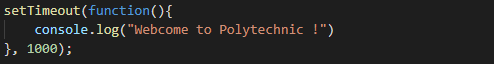 setTimeout(function(){
    console.log("Webcome to Polytechnic !")
}, 1000);